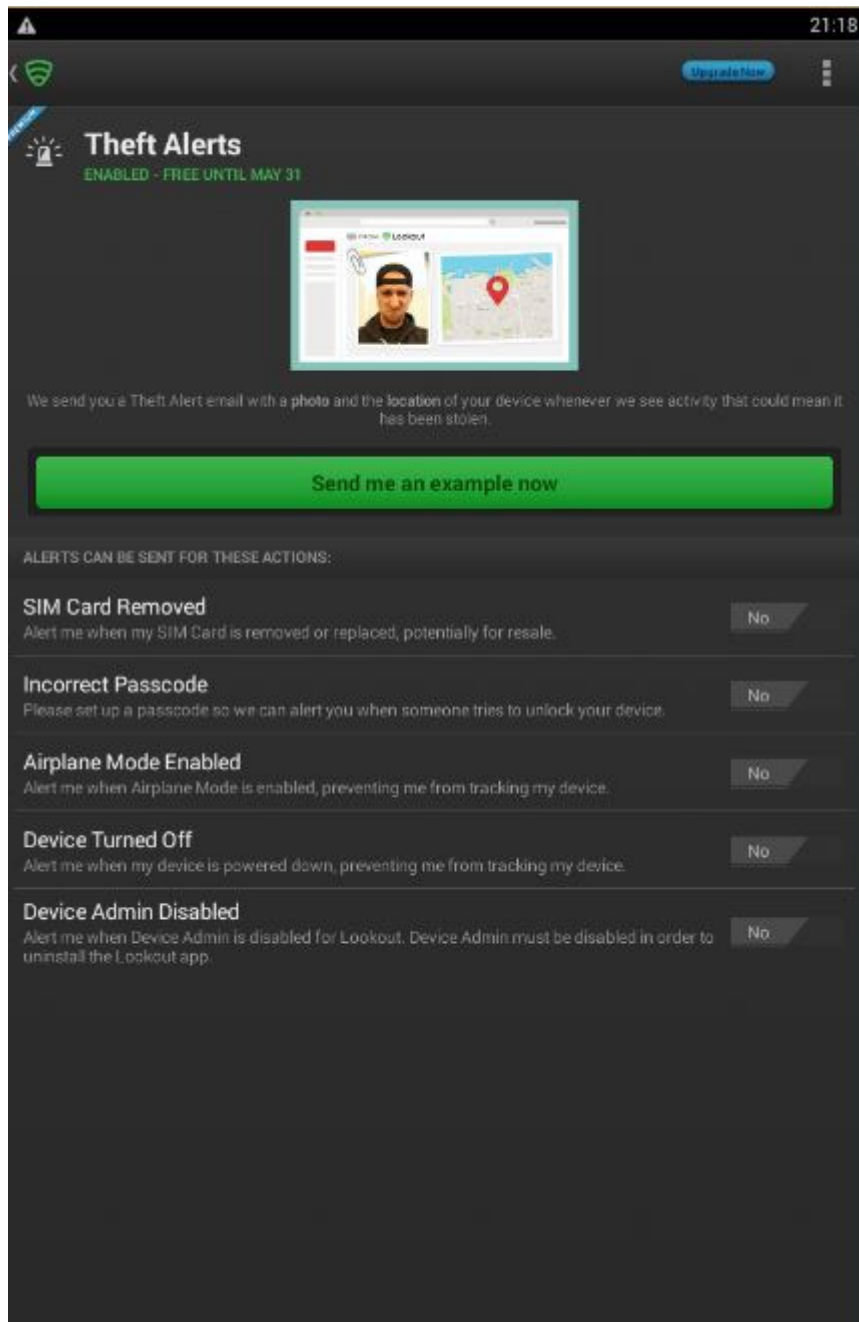 21:18
Upgrade Now
PREMIUM
Theft Alerts
ENABLED - FREE UNTIL MAY 31
FROM Lookout
We send you a Theft Alert email with a photo and the location of your device whenever we see activity that could mean it
has been stolen.
Send me an example now
ALERTS CAN BE SENT FOR THESE ACTIONS:
SIM Card Removed
Alert me when my SIM Card is removed or replaced, potentially for resale.
No
Incorrect Passcode
Please set up a passcode so we can alert you when someone tries to unlock your device.
No
Airplane Mode Enabled
Alert me when Airplane Mode is enabled, preventing me from tracking my device.
No
Device Turned Off
Alert me when my device is powered down, preventing me from tracking my device.
No
Device Admin Disabled
Alert me when Device Admin is disabled for Lookout. Device Admin must be disabled in order to
uninstall the Lookout app.
No